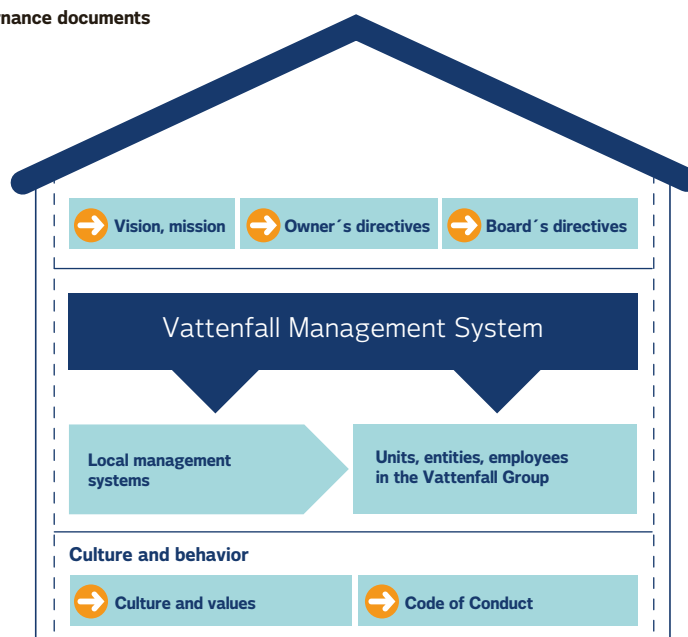 nance documents
Vision, mission
Owner´s directives
Board´s directives
Vattenfall Management System
Local management
systems
Units, entities, employees
in the Vattenfall Group
Culture and behavior
Culture and values
Code of Conduct